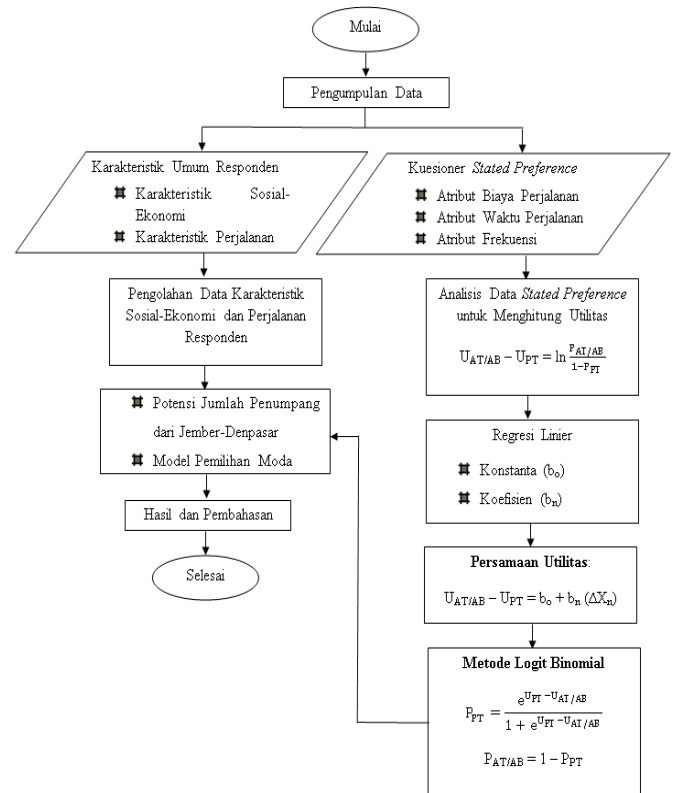 Mulai
Pengumpulan Data
Karakteristik Umum Responden
Karakteristik Sosial-
Ekonomi
Karakteristik Perjalanan
Kuesioner Stated Preference
Atribut Biaya Perjalanan
Atribut Waktu Perjalanan
Atribut Frekuensi
Pengolahan Data Karakteristik
Sosial-Ekonomi dan Perjalanan
Responden
Analisis Data Stated Preference
untuk Menghitung Utilitas
U_AT/AB – U_PT = ln P_AT/AB / 1−P_PT
Potensi Jumlah Penumpang
dari Jember-Denpasar
Model Pemilihan Moda
Regresi Linier
Konstanta (b_o)
Koefisien (b_n)
Hasil dan Pembahasan
Selesai
Persamaan Utilitas:
U_AT/AB – U_PT = b_o + b_n (ΔX_n)
Metode Logit Binomial
P_PT = e^(U_PT −U_AT/AB) / 1 + e^(U_PT −U_AT/AB)
P_AT/AB = 1 − P_PT